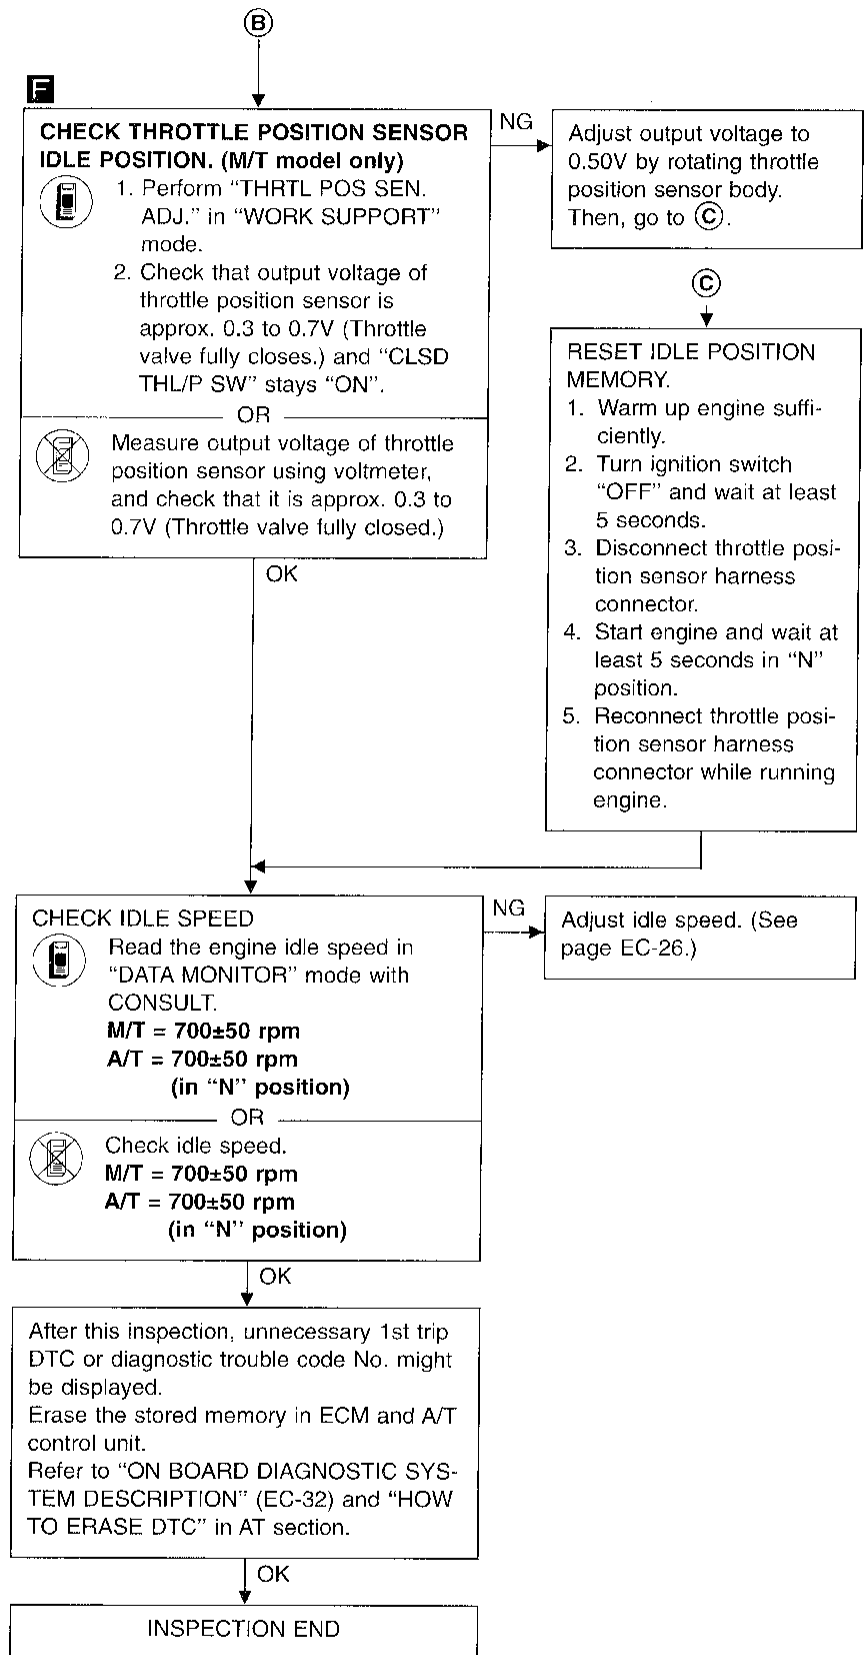 B
F
CHECK THROTTLE POSITION SENSOR
IDLE POSITION. (M/T model only)
1. Perform "THRTL POS SEN.
ADJ." in "WORK SUPPORT"
mode.
2. Check that output voltage of
throttle position sensor is
approx. 0.3 to 0.7V (Throttle
valve fully closes.) and "CLSD
THL/P SW" stays "ON".
OR
Measure output voltage of throttle
position sensor using voltmeter,
and check that it is approx. 0.3 to
0.7V (Throttle valve fully closed.)
NG
Adjust output voltage to
0.50V by rotating throttle
position sensor body.
Then, go to C.
C
RESET IDLE POSITION
MEMORY.
1. Warm up engine suffi-
ciently.
2. Turn ignition switch
"OFF" and wait at least
5 seconds.
3. Disconnect throttle posi-
tion sensor harness
connector.
4. Start engine and wait at
least 5 seconds in "N"
position.
5. Reconnect throttle posi-
tion sensor harness
connector while running
engine.
OK
CHECK IDLE SPEED
Read the engine idle speed in
"DATA MONITOR" mode with
CONSULT.
M/T = 700±50 rpm
A/T = 700±50 rpm
(in "N" position)
OR
Check idle speed.
M/T = 700±50 rpm
A/T = 700±50 rpm
(in "N" position)
NG
Adjust idle speed. (See
page EC-26.)
OK
After this inspection, unnecessary 1st trip
DTC or diagnostic trouble code No. might
be displayed.
Erase the stored memory in ECM and A/T
control unit.
Refer to "ON BOARD DIAGNOSTIC SYS-
TEM DESCRIPTION" (EC-32) and "HOW
TO ERASE DTC" in AT section.
OK
INSPECTION END